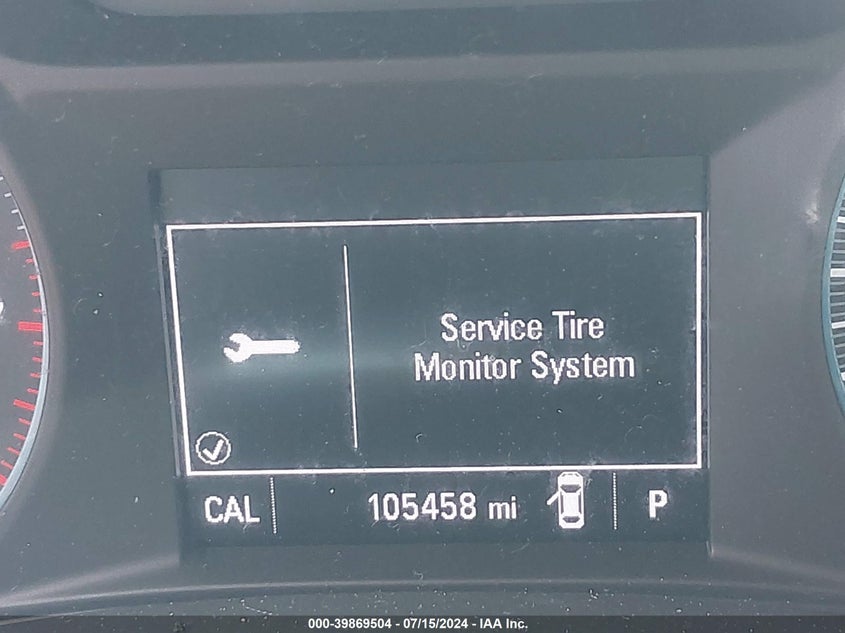 Service Tire
Monitor System
CAL 105458 mi P
000-39869504 - 07/15/2024 - IAA Inc.